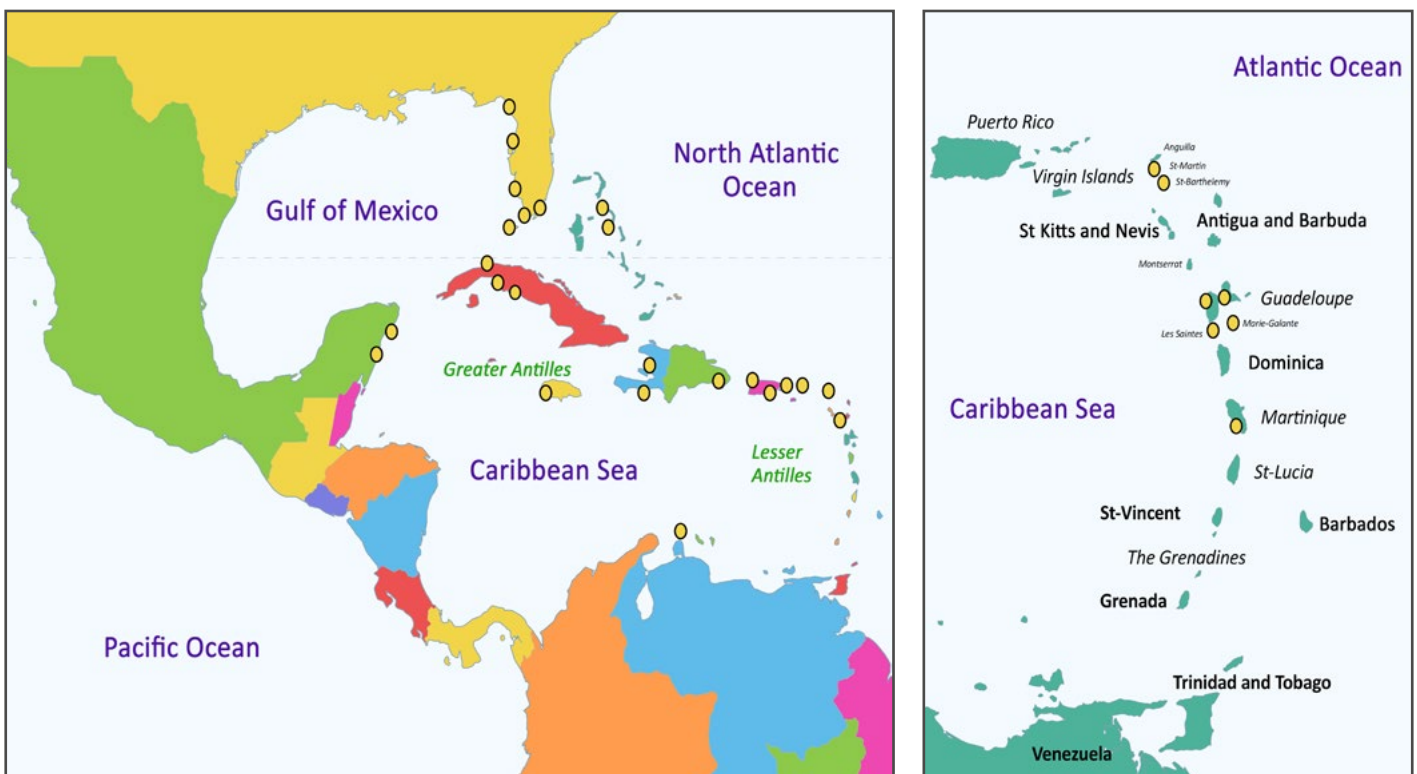 North Atlantic
Ocean
Gulf of Mexico
Greater Antilles
Caribbean Sea
Lesser
Antilles
Pacific Ocean
Atlantic Ocean
Puerto Rico
Anguilla
St-Martin
Virgin Islands
St-Barthelemy
St Kitts and Nevis
Antigua and Barbuda
Montserrat
Guadeloupe
Marie-Galante
Les Saintes
Dominica
Caribbean Sea
Martinique
St-Lucia
St-Vincent
Barbados
The Grenadines
Grenada
Trinidad and Tobago
Venezuela